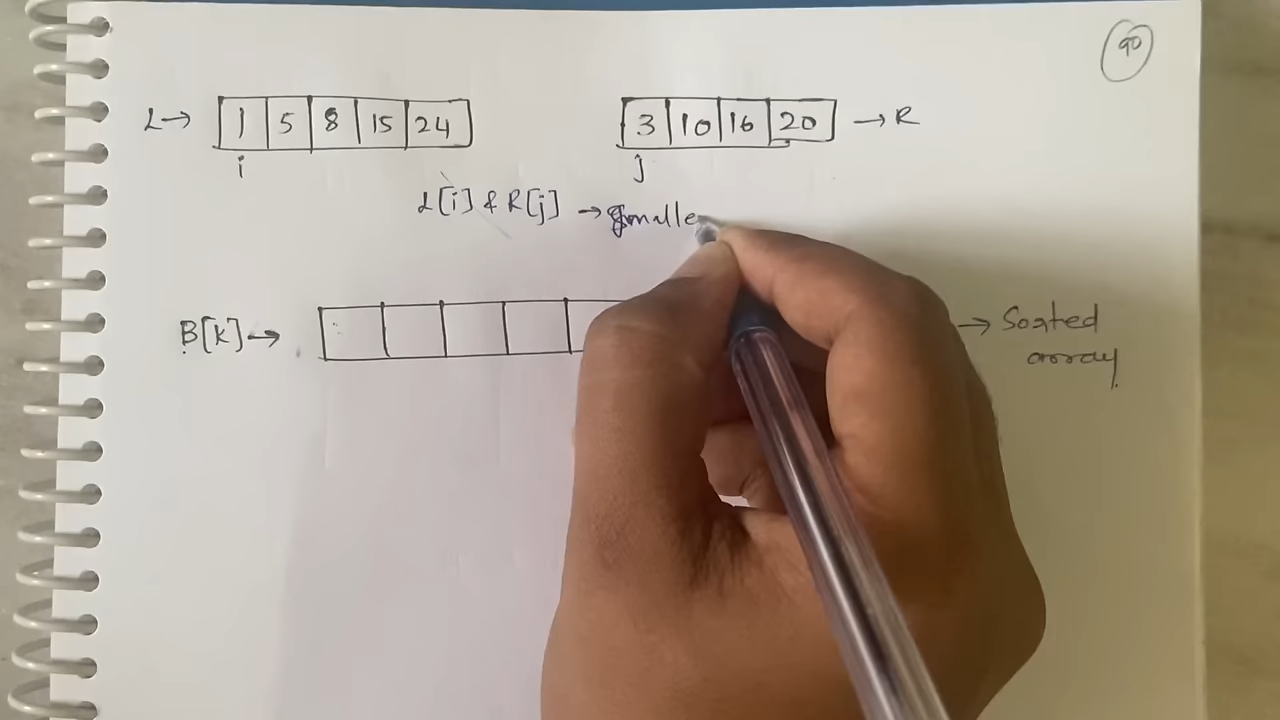 90
L→ 1 5 8 15 24 3 10 16 20 → R
i j
L[i] & R[j] → smalle
B[k] → → Sorted
array